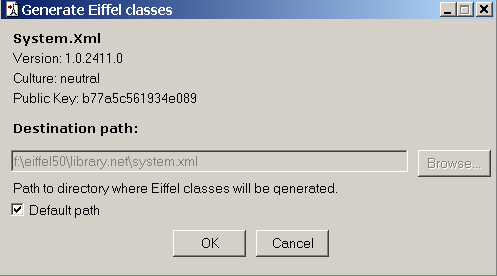 Generate Eiffel classes
System.Xml
Version: 1.0.2411.0
Culture: neutral
Public Key: b77a5c561934e089
Destination path:
f:\eiffel50\library.net\system.xml
Browse...
Path to directory where Eiffel classes will be generated.
Default path
OK Cancel